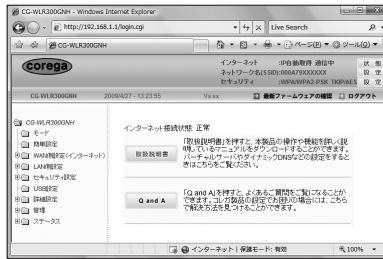 CG-WLR300GNH - Windows Internet Explorer
http://192.168.1.1/login.cgi
Live Search
CG-WLR300GNH
ページ(P) ツール(O)
corega
インターネット :IP自動取得 通信中
ネットワーク名(SSID):000A79XXXXXX
セキュリティ :WPA/WPA2-PSK TKIP/AES
状態
設定
設定
CG-WLR300GNH 2009/4/27 - 13:23:55 Vx.xx 最新ファームウェアの確認 ログアウト
CG-WLR300GNH
モード
簡単設定
WAN側設定(インターネット)
LAN側設定
セキュリティ設定
USB設定
詳細設定
管理
ステータス
インターネット接続状態: 正常
取扱説明書
「取扱説明書」を押すと、本製品の操作や機能を詳しく説
明しているマニュアルをダウンロードすることができます。
バーチャルサーバやダイナミックDNSなどの設定をすると
きはこちらをご覧ください。
Q and A
「Q and A」を押すと、よくあるご質問をご覧になることが
できます。コレガ製品の設定でお困りの場合には、こちら
で解決方法を見つけることができます。
インターネット | 保護モード: 有効 100%